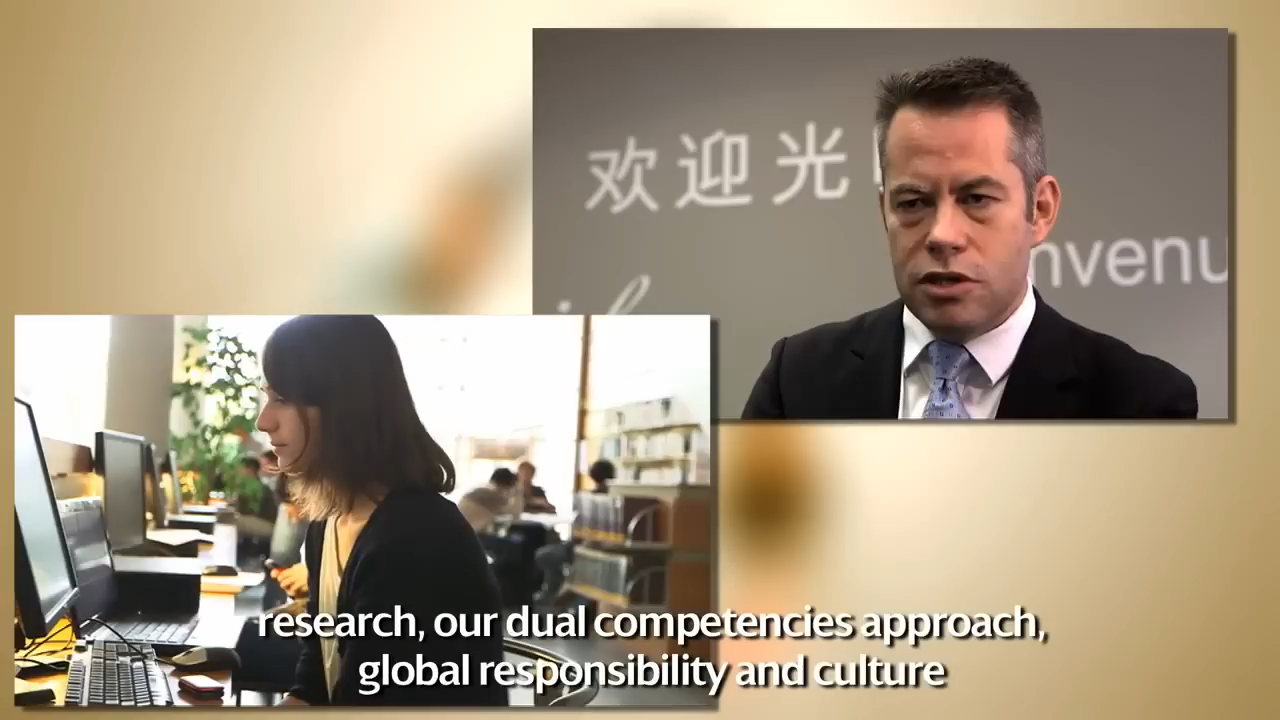 欢迎光
nvenu
research, our dual competencies approach,
global responsibility and culture